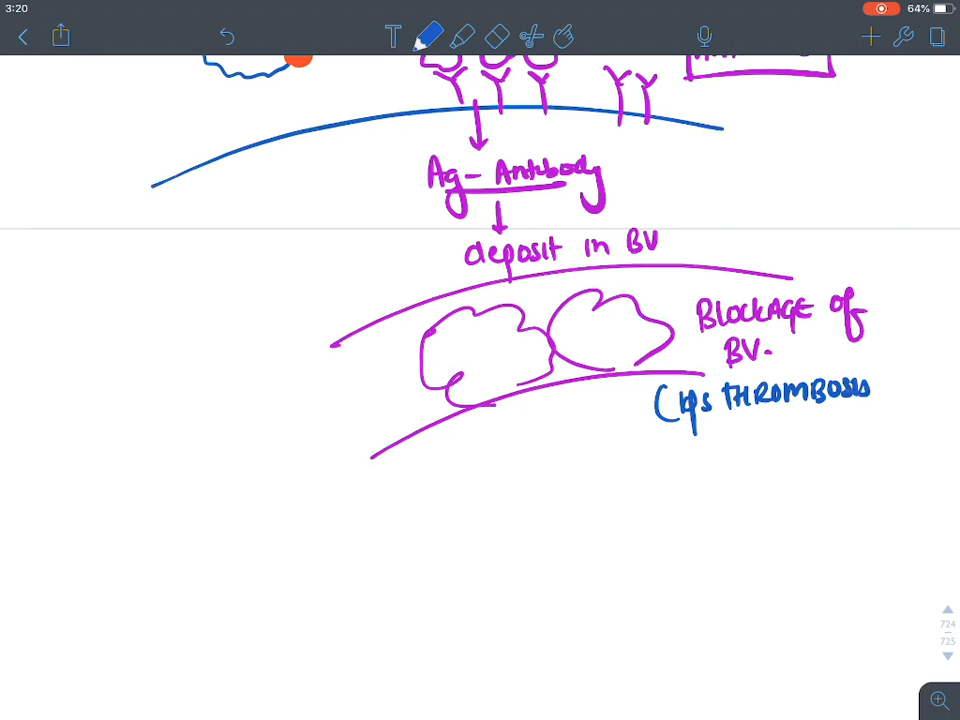 3:20
64%
T
Ag - Antibody
deposit in BV
BLOCKAGE of
BV.
THROMBOSIS
724
725